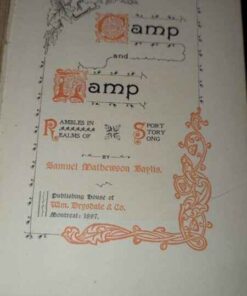 Camp
and
Lamp
RAMBLES IN
REALMS OF
SPORT
STORY
SONG
BY
Samuel Mathewson Baylis.
Publishing House of
Wm. Drysdale & Co.
Montreal: 1897.